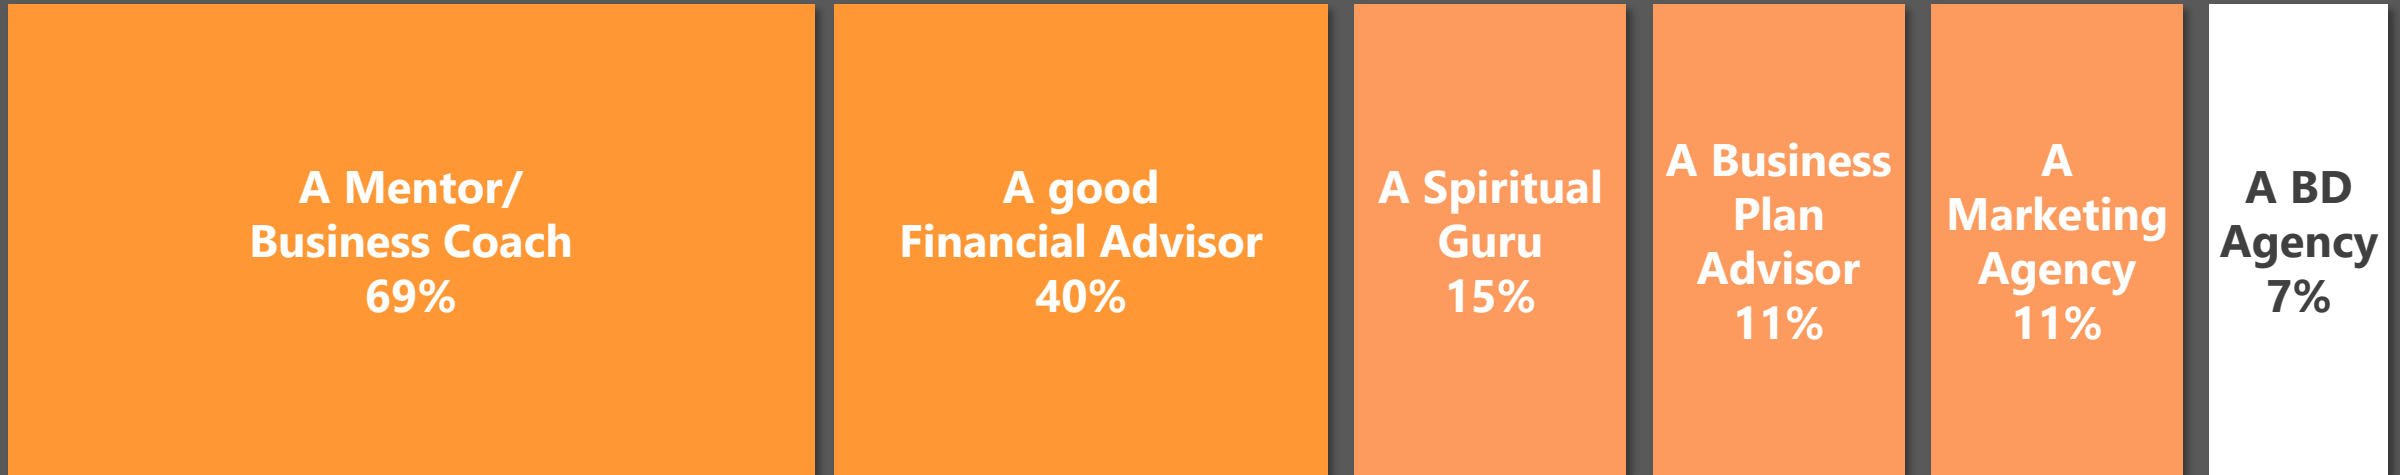 A Mentor/
Business Coach
69%
A good
Financial Advisor
40%
A Spiritual
Guru
15%
A Business
Plan
Advisor
11%
A
Marketing
Agency
11%
A BD
Agency
7%